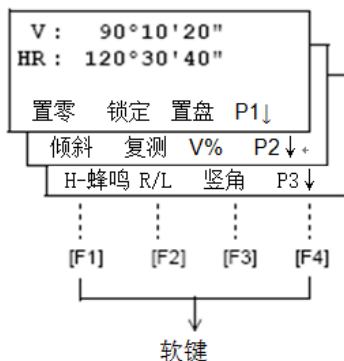 V : 90°10'20"
HR : 120°30'40"
置零 锁定 置盘 P1↓
倾斜 复测 V% P2↓
H-蜂鸣 R/L 竖角 P3↓
[F1] [F2] [F3] [F4]
软键